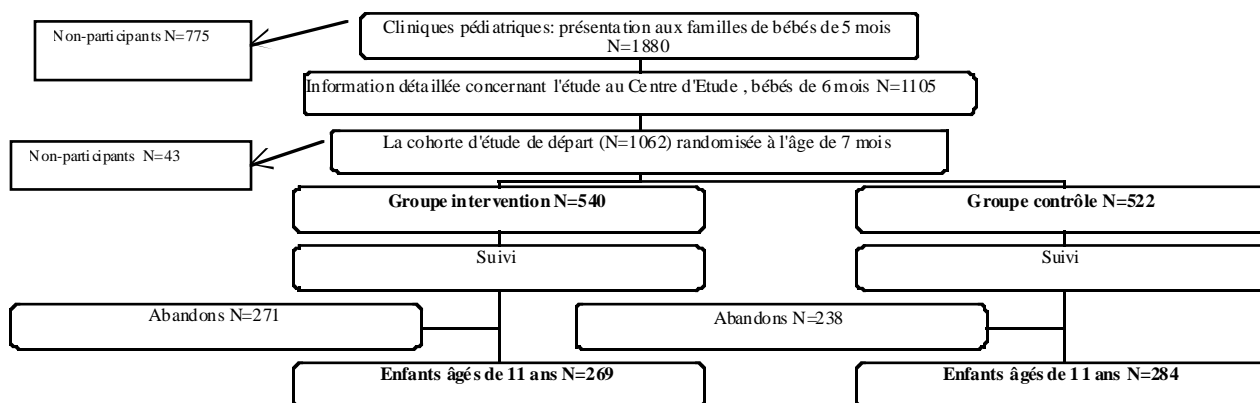 Cliniques pédiatriques: présentation aux familles de bébés de 5 mois
N=1880
Non-participants N=775
Information détaillée concernant l'étude au Centre d'Etude , bébés de 6 mois N=1105
La cohorte d'étude de départ (N=1062) randomisée à l'âge de 7 mois
Non-participants N=43
Groupe intervention N=540
Groupe contrôle N=522
Suivi
Suivi
Abandons N=271
Abandons N=238
Enfants âgés de 11 ans N=269
Enfants âgés de 11 ans N=284